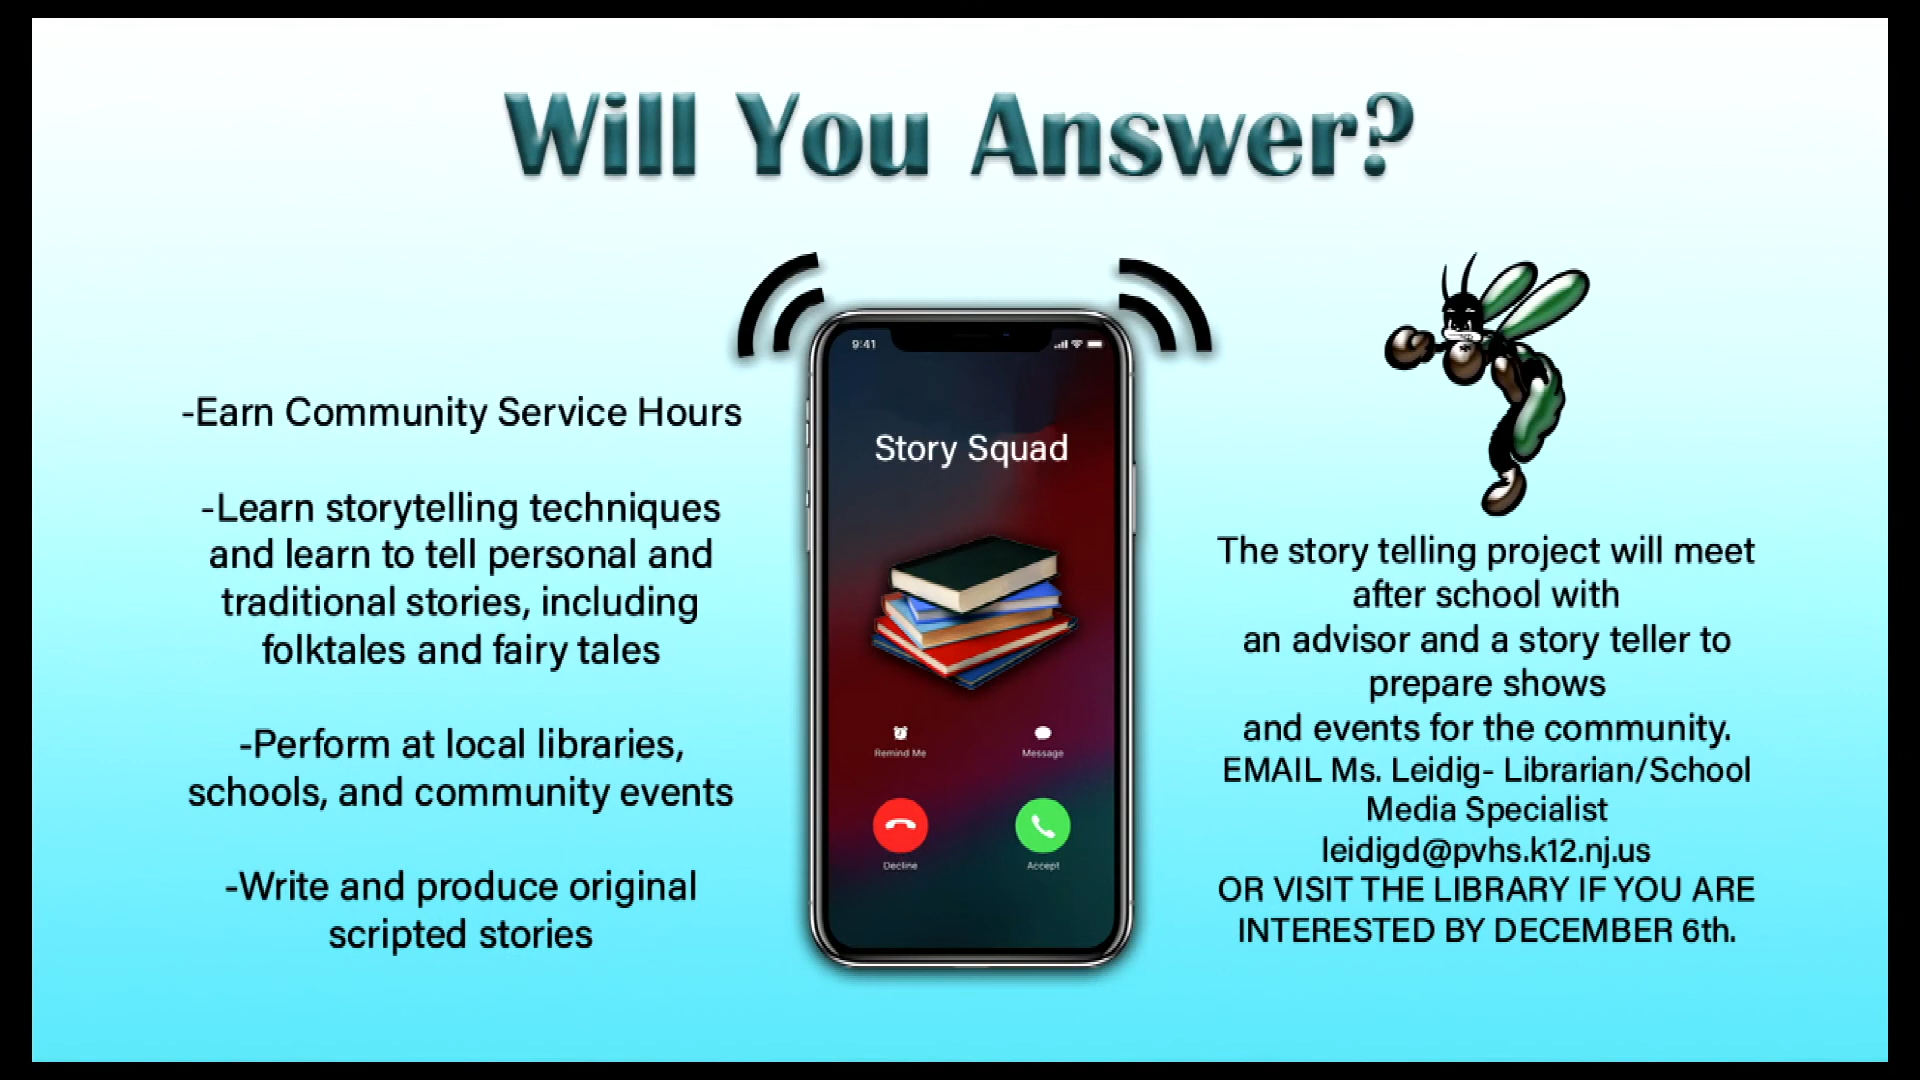 Will You Answer?
-Earn Community Service Hours
-Learn storytelling techniques
and learn to tell personal and
traditional stories, including
folktales and fairy tales
-Perform at local libraries,
schools, and community events
-Write and produce original
scripted stories
9:41
Story Squad
Remind Me
Message
Decline
Accept
The story telling project will meet
after school with
an advisor and a story teller to
prepare shows
and events for the community.
EMAIL Ms. Leidig- Librarian/School
Media Specialist
leidigd@pvhs.k12.nj.us
OR VISIT THE LIBRARY IF YOU ARE
INTERESTED BY DECEMBER 6th.